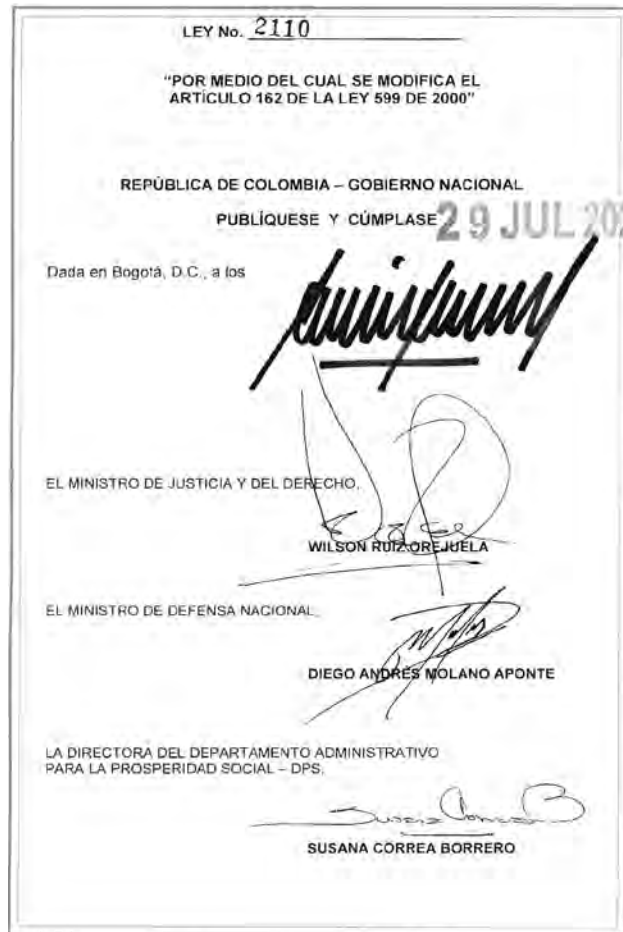 LEY No. 2110
"POR MEDIO DEL CUAL SE MODIFICA EL
ARTÍCULO 162 DE LA LEY 599 DE 2000"
REPÚBLICA DE COLOMBIA – GOBIERNO NACIONAL
PUBLÍQUESE Y CÚMPLASE 29 JUL 202
Dada en Bogotá, D.C., a los
EL MINISTRO DE JUSTICIA Y DEL DERECHO,
WILSON RUIZ OREJUELA
EL MINISTRO DE DEFENSA NACIONAL,
DIEGO ANDRÉS MOLANO APONTE
LA DIRECTORA DEL DEPARTAMENTO ADMINISTRATIVO
PARA LA PROSPERIDAD SOCIAL – DPS,
Susana Correa B
SUSANA CORREA BORRERO